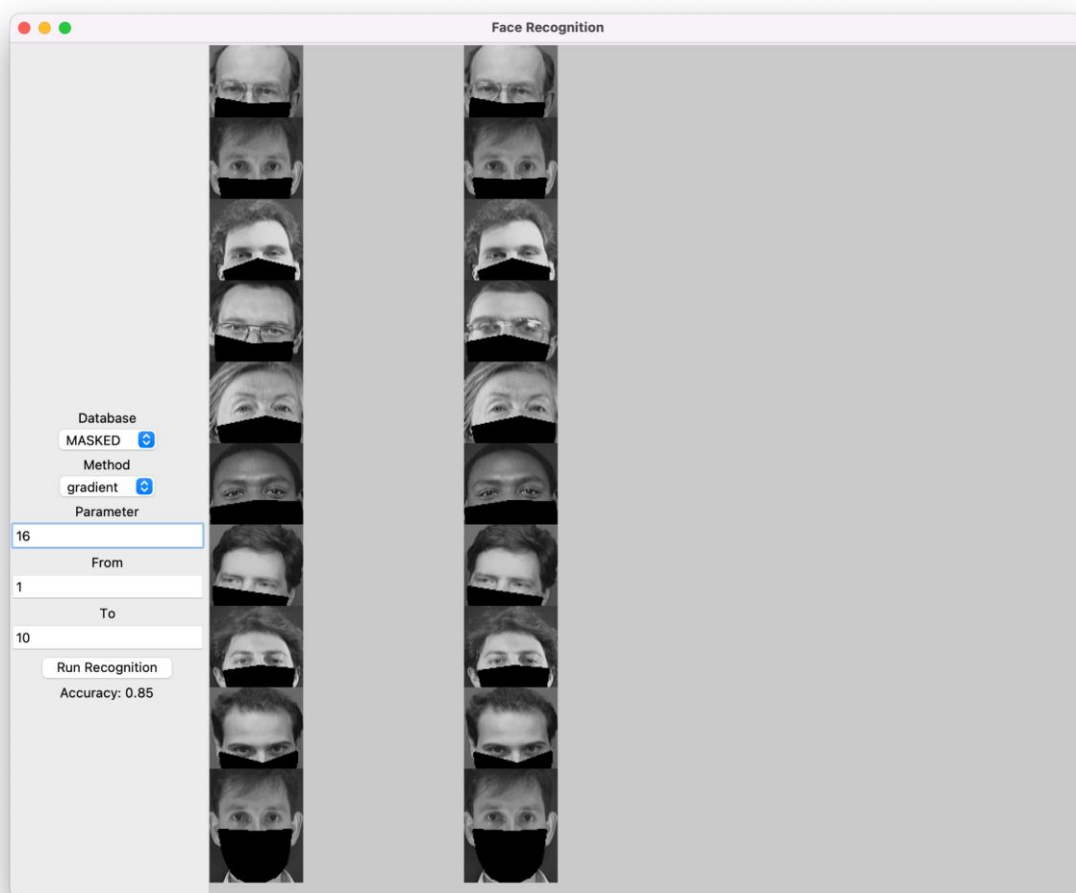 Face Recognition
Database
MASKED
Method
gradient
Parameter
16
From
1
To
10
Run Recognition
Accuracy: 0.85